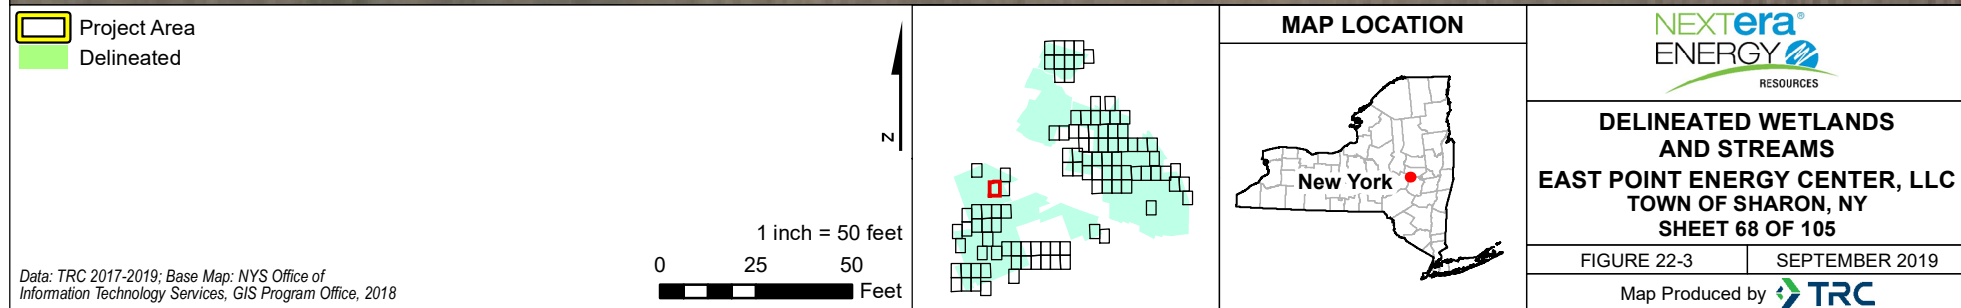 Project Area
Delineated
N
1 inch = 50 feet
0 25 50
Feet
Data: TRC 2017-2019; Base Map: NYS Office of
Information Technology Services, GIS Program Office, 2018
MAP LOCATION
New York
NEXTera®
ENERGY
RESOURCES
DELINEATED WETLANDS
AND STREAMS
EAST POINT ENERGY CENTER, LLC
TOWN OF SHARON, NY
SHEET 68 OF 105
FIGURE 22-3 SEPTEMBER 2019
Map Produced by TRC